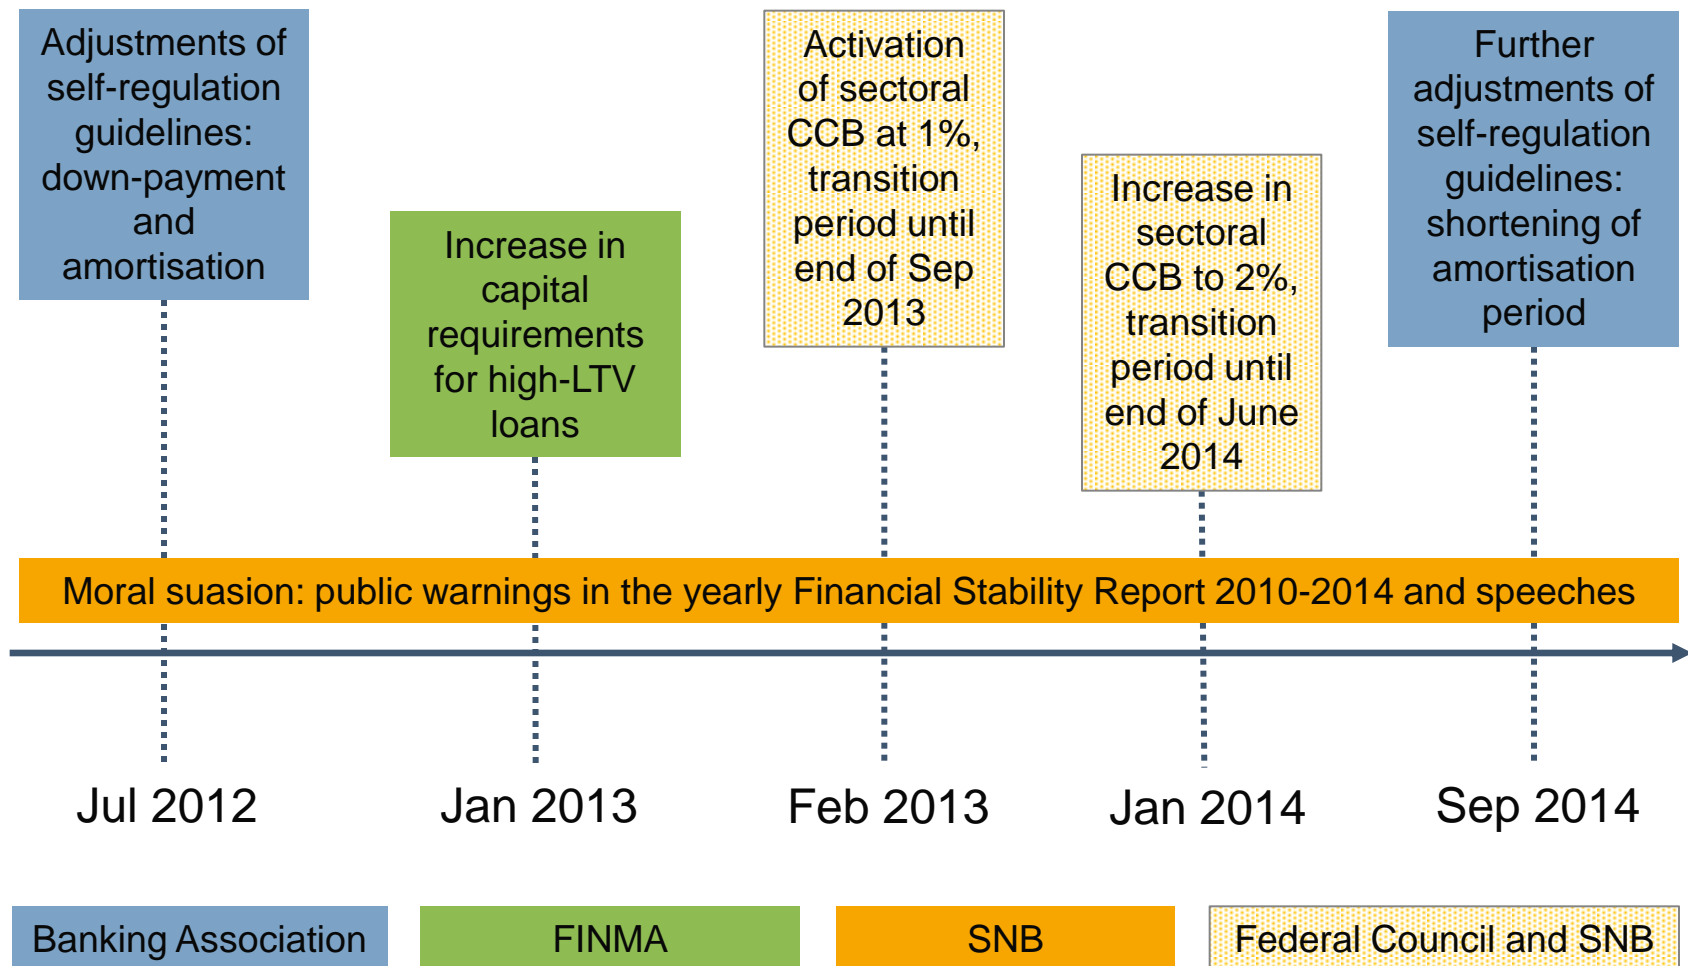 Adjustments of
self-regulation
guidelines:
down-payment
and
amortisation
Increase in
capital
requirements
for high-LTV
loans
Activation
of sectoral
CCB at 1%,
transition
period until
end of Sep
2013
Increase in
sectoral
CCB to 2%,
transition
period until
end of June
2014
Further
adjustments of
self-regulation
guidelines:
shortening of
amortisation
period
Moral suasion: public warnings in the yearly Financial Stability Report 2010-2014 and speeches
Jul 2012
Jan 2013
Feb 2013
Jan 2014
Sep 2014
Banking Association
FINMA
SNB
Federal Council and SNB